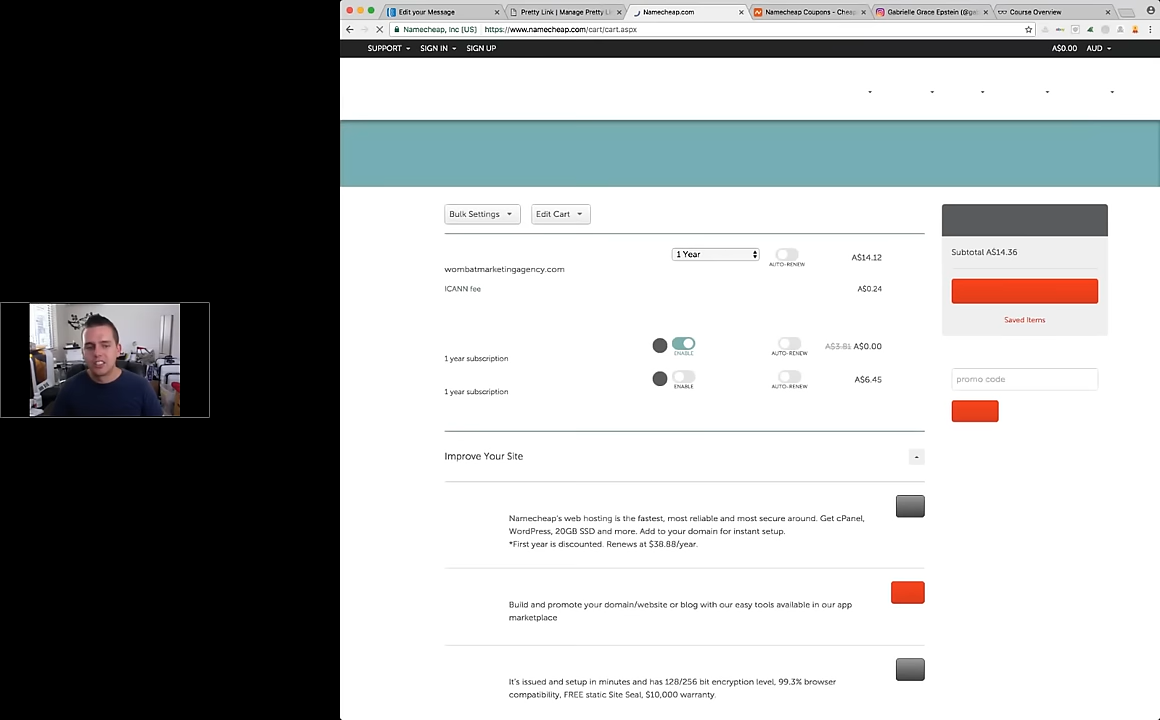 Edit your Message
Pretty Link | Manage Pretty Li
Namecheap.com
Namecheap Coupons - Cheap
Gabrielle Grace Epstein (@ga
Course Overview
Namecheap, Inc [US]
https://www.namecheap.com/cart/cart.aspx
SUPPORT
SIGN IN
SIGN UP
A$0.00
AUD
Bulk Settings
Edit Cart
1 Year
AUTO-RENEW
A$14.12
wombatmarketingagency.com
ICANN fee
A$0.24
Subtotal A$14.36
Saved Items
ENABLE
AUTO-RENEW
A$3.81 A$0.00
1 year subscription
ENABLE
AUTO-RENEW
A$6.45
1 year subscription
promo code
Improve Your Site
Namecheap's web hosting is the fastest, most reliable and most secure around. Get cPanel,
WordPress, 20GB SSD and more. Add to your domain for instant setup.
*First year is discounted. Renews at $38.88/year.
Build and promote your domain/website or blog with our easy tools available in our app
marketplace
It's issued and setup in minutes and has 128/256 bit encryption level, 99.3% browser
compatibility, FREE static Site Seal, $10,000 warranty.